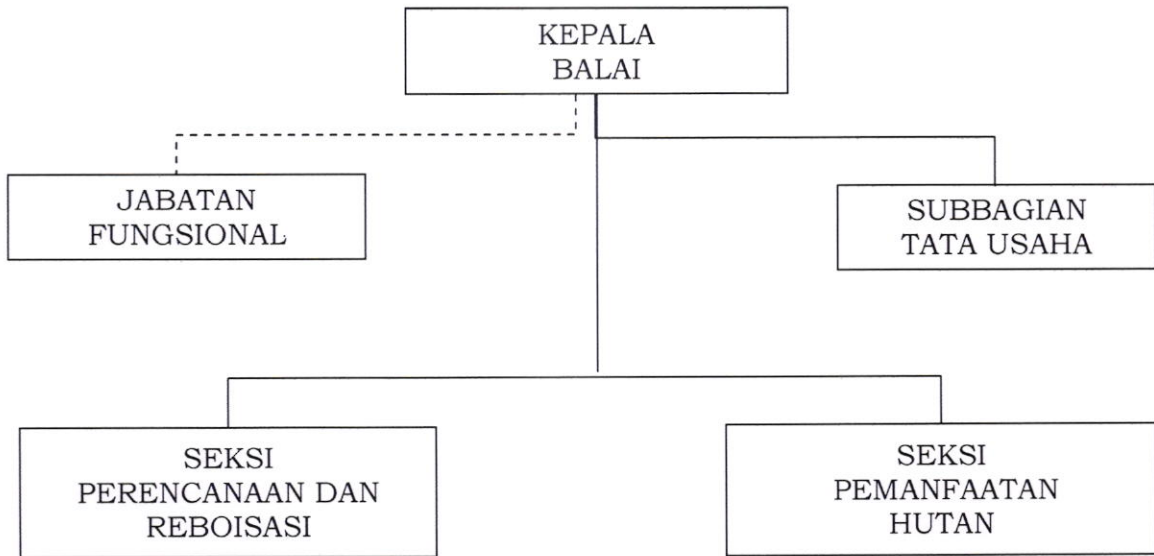 KEPALA
BALAI
JABATAN
FUNGSIONAL
SUBBAGIAN
TATA USAHA
SEKSI
PERENCANAAN DAN
REBOISASI
SEKSI
PEMANFAATAN
HUTAN